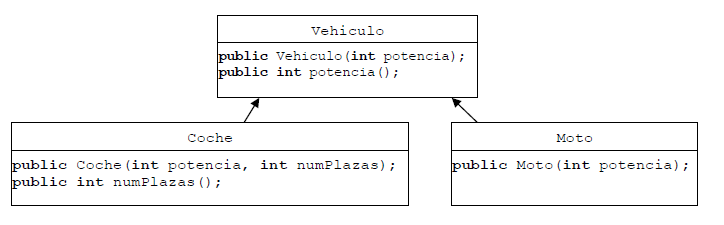 Vehiculo
public Vehiculo(int potencia);
public int potencia();
Coche
public Coche(int potencia, int numPlazas);
public int numPlazas();
Moto
public Moto(int potencia);